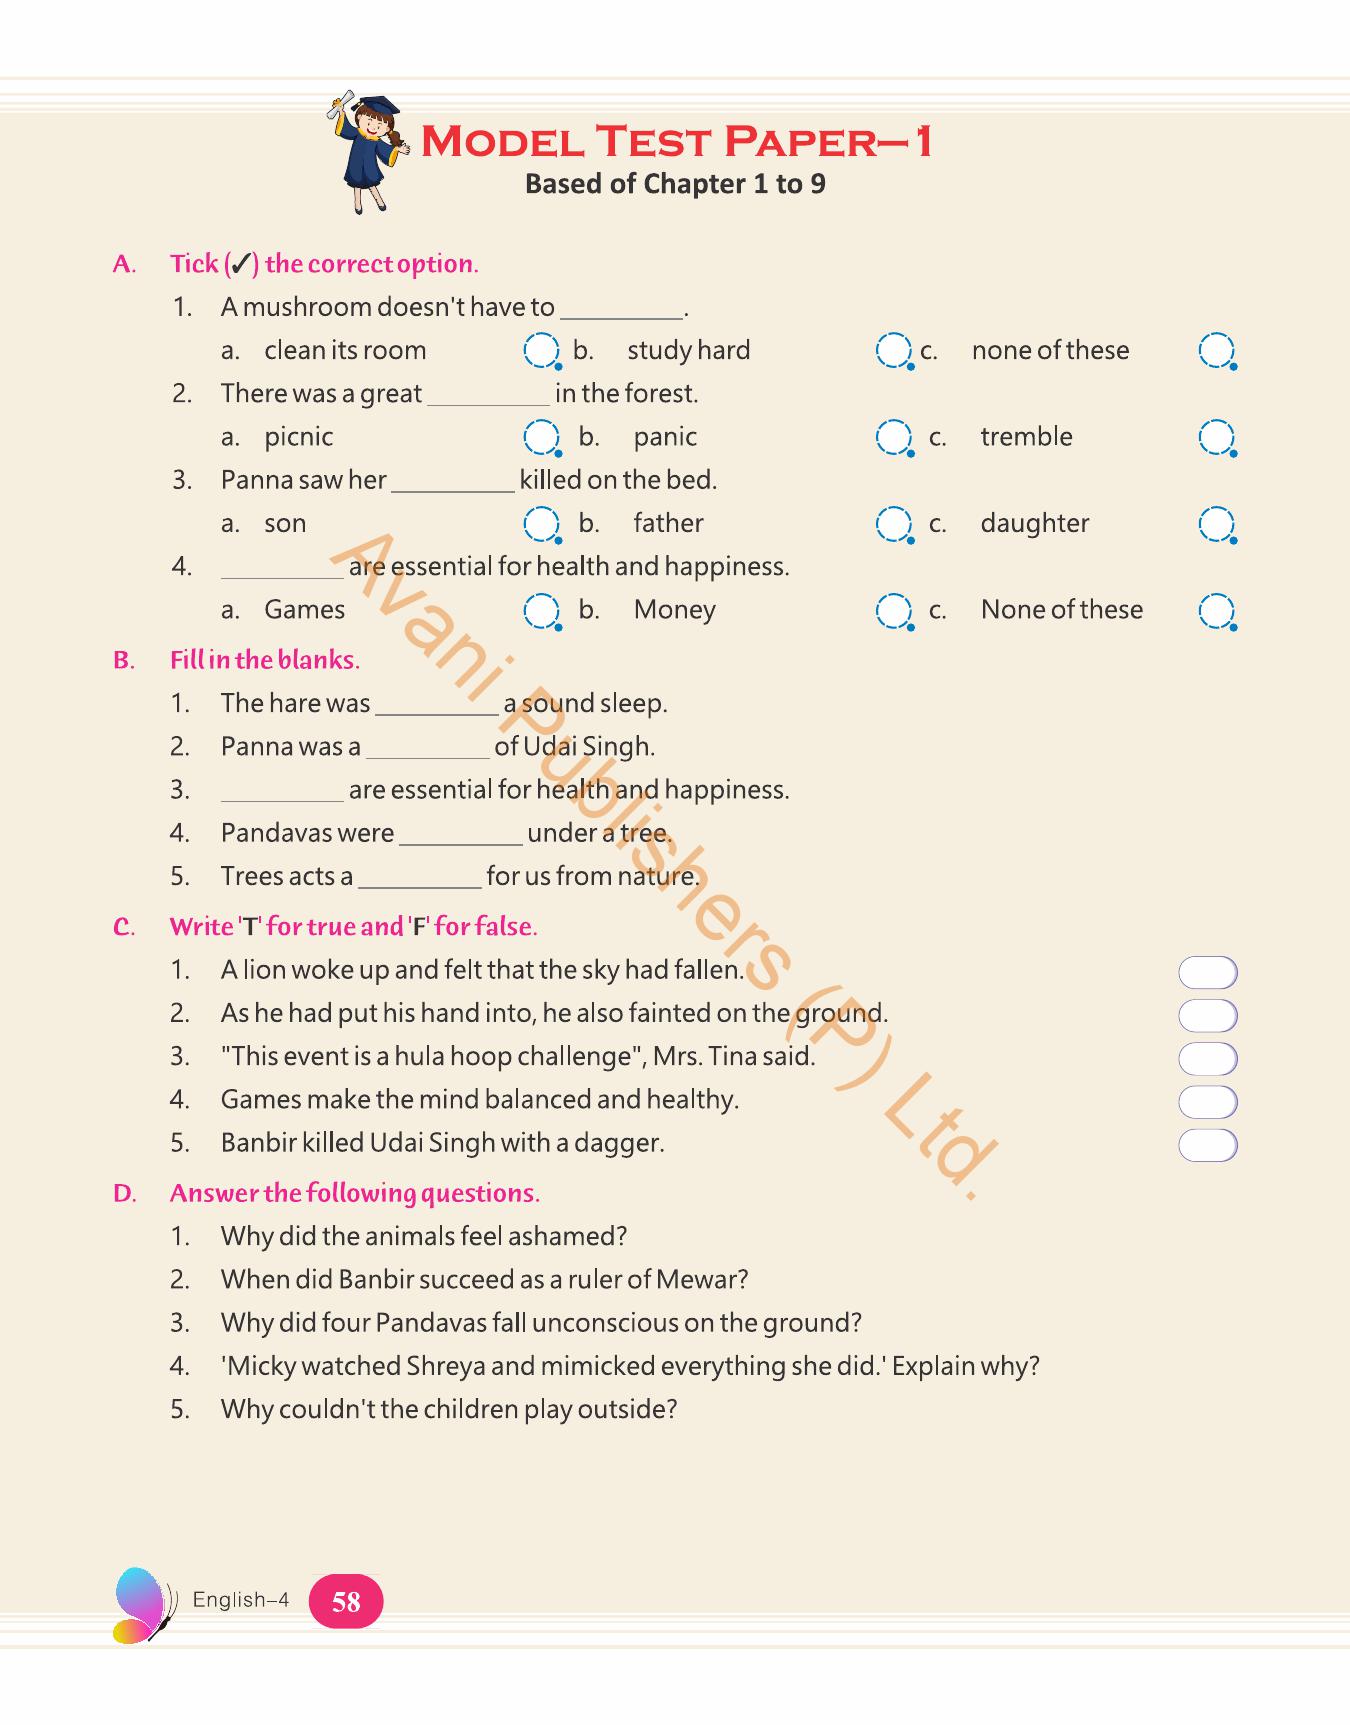 MODEL TEST PAPER–1
Based of Chapter 1 to 9
A. Tick (✓) the correct option.
1. A mushroom doesn't have to _________.
a. clean its room b. study hard c. none of these
2. There was a great _________ in the forest.
a. picnic b. panic c. tremble
3. Panna saw her _________ killed on the bed.
a. son b. father c. daughter
4. _________ are essential for health and happiness.
a. Games b. Money c. None of these
B. Fill in the blanks.
1. The hare was _________ a sound sleep.
2. Panna was a _________ of Udai Singh.
3. _________ are essential for health and happiness.
4. Pandavas were _________ under a tree.
5. Trees acts a _________ for us from nature.
C. Write 'T' for true and 'F' for false.
1. A lion woke up and felt that the sky had fallen.
2. As he had put his hand into, he also fainted on the ground.
3. "This event is a hula hoop challenge", Mrs. Tina said.
4. Games make the mind balanced and healthy.
5. Banbir killed Udai Singh with a dagger.
D. Answer the following questions.
1. Why did the animals feel ashamed?
2. When did Banbir succeed as a ruler of Mewar?
3. Why did four Pandavas fall unconscious on the ground?
4. 'Micky watched Shreya and mimicked everything she did.' Explain why?
5. Why couldn't the children play outside?
Avani Publishers (P) Ltd.
English–4 58